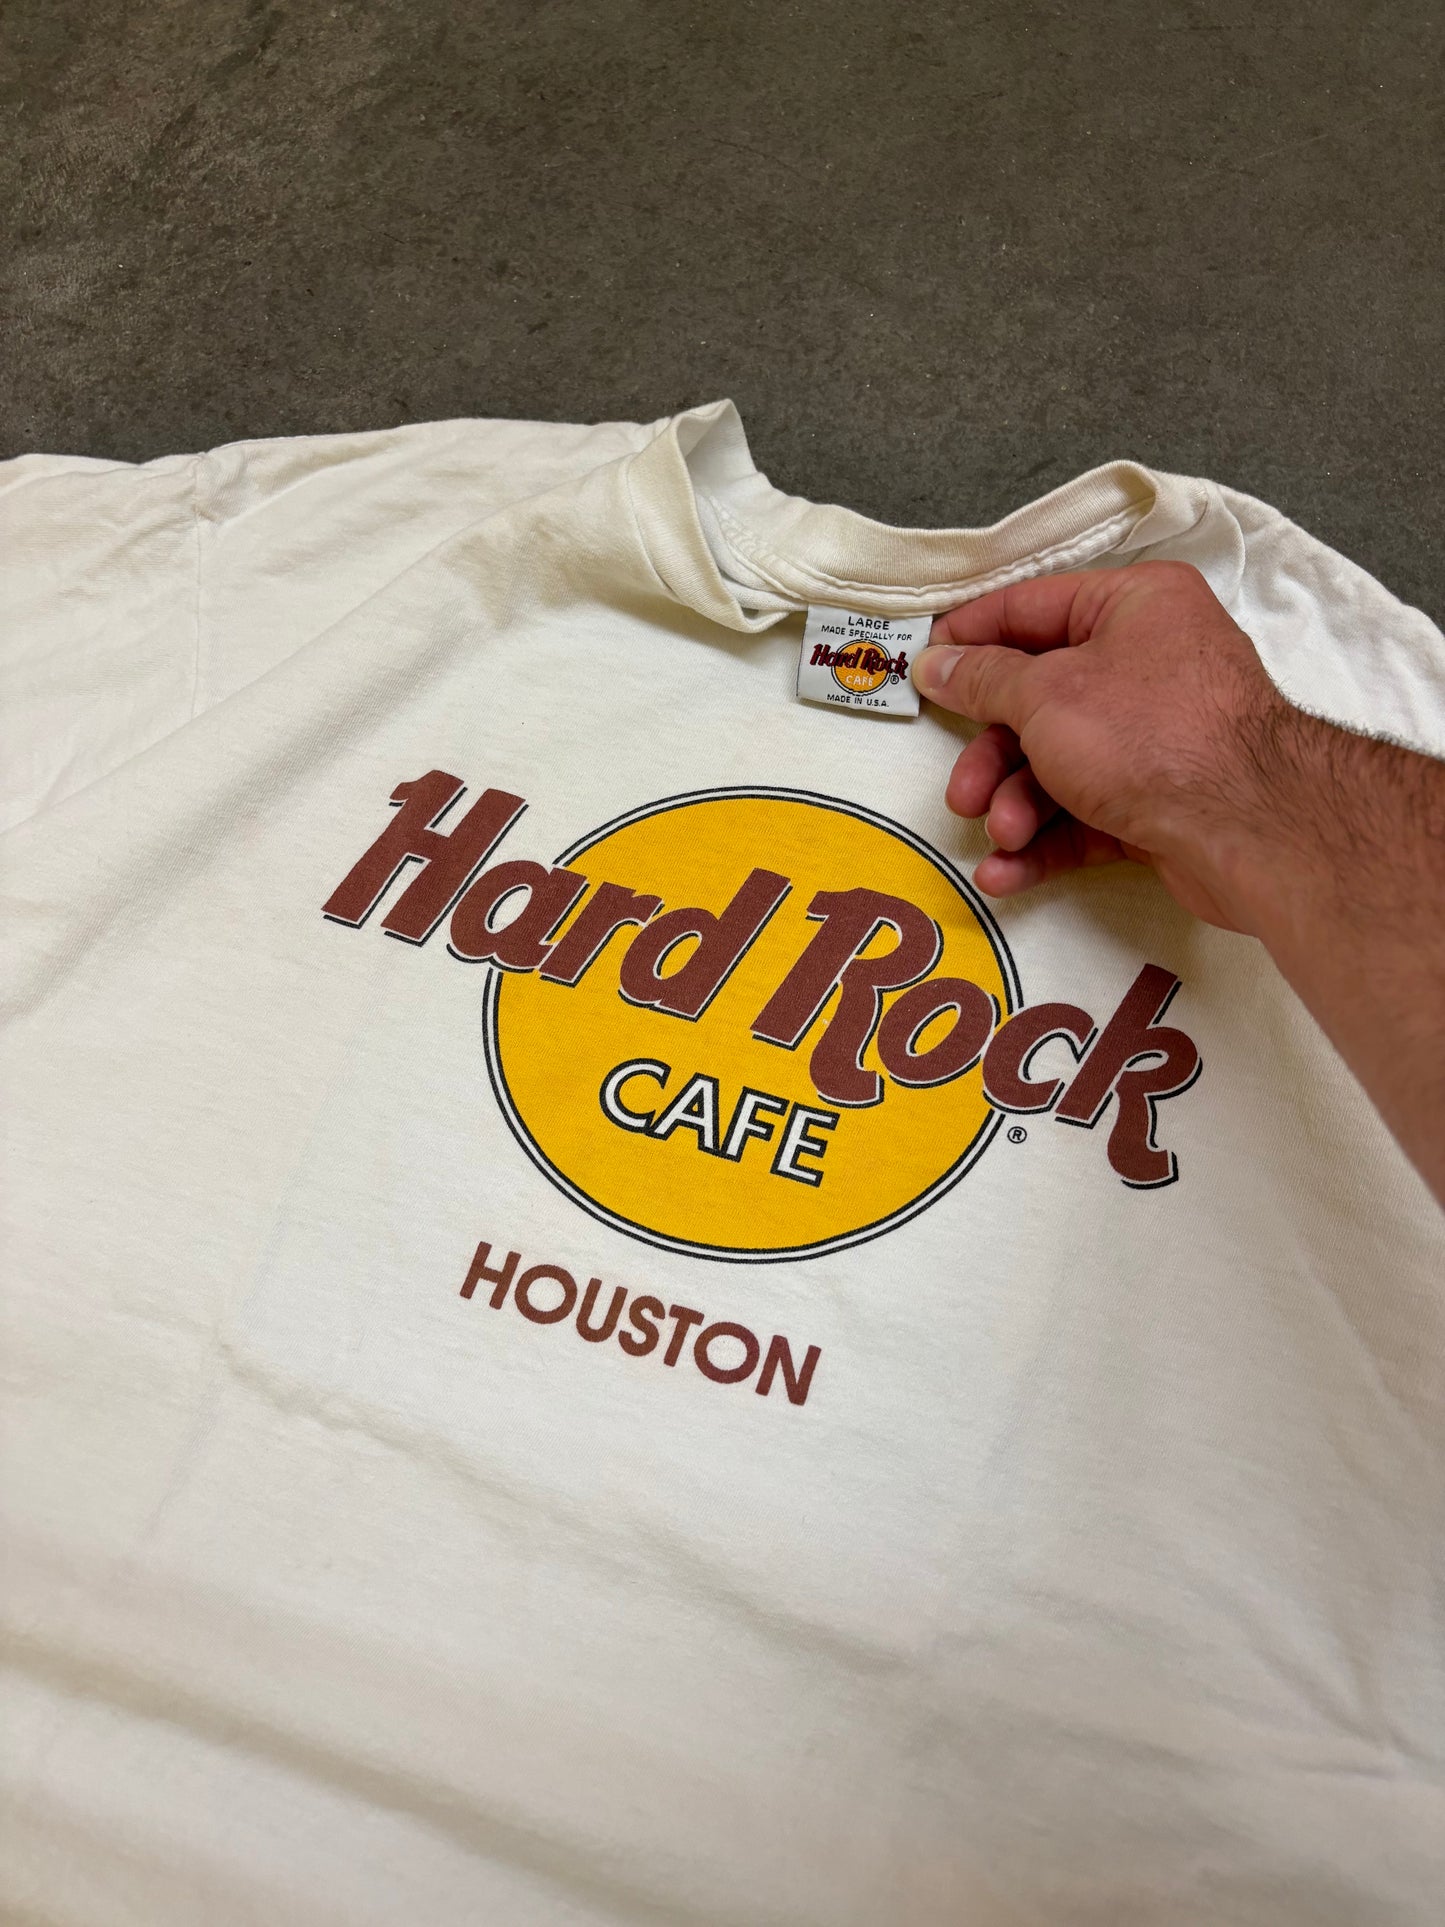 LARGE
MADE SPECIALLY FOR
Hard Rock
CAFE
®
MADE IN U.S.A.
Hard Rock
CAFE
®
HOUSTON